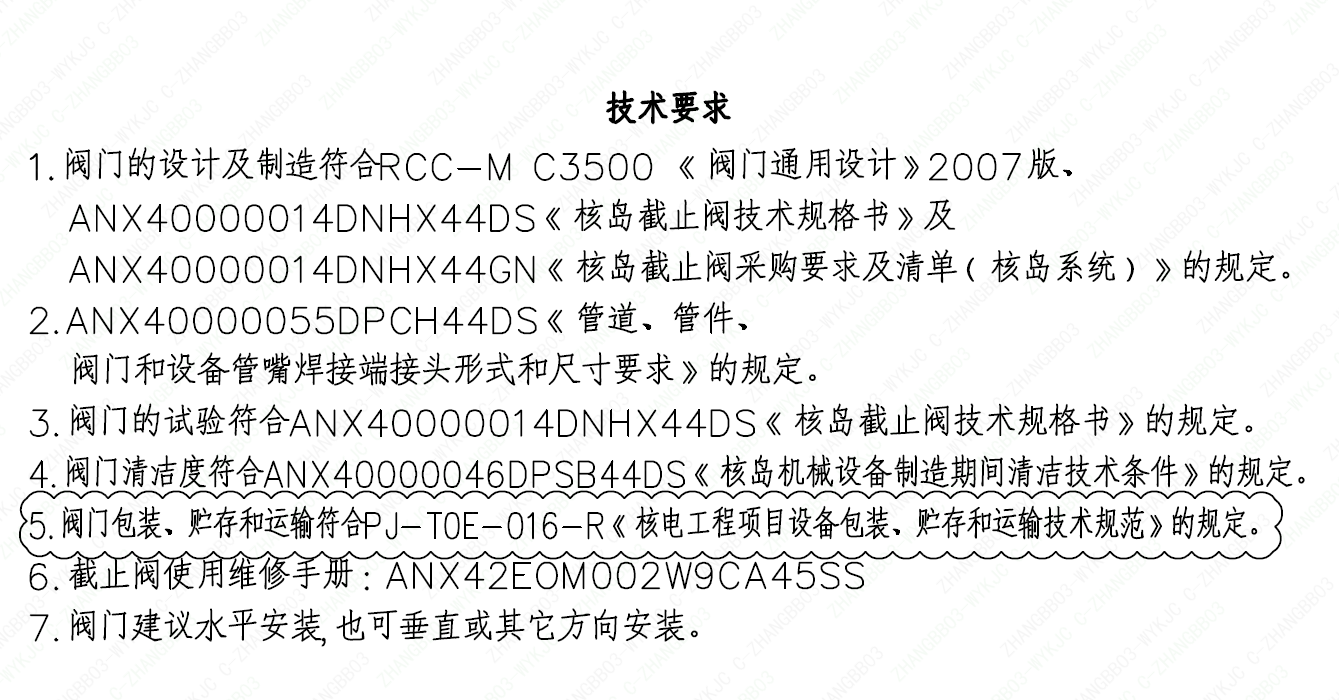 技术要求
1. 阀门的设计及制造符合RCC-M C3500《阀门通用设计》2007版、
ANX40000014DNHX44DS《核岛截止阀技术规格书》及
ANX40000014DNHX44GN《核岛截止阀采购要求及清单(核岛系统)》的规定。
2. ANX40000055DPCH44DS《管道、管件、
阀门和设备管嘴焊接端接头形式和尺寸要求》的规定。
3. 阀门的试验符合ANX40000014DNHX44DS《核岛截止阀技术规格书》的规定。
4. 阀门清洁度符合ANX40000046DPSB44DS《核岛机械设备制造期间清洁技术条件》的规定。
5. 阀门包装、贮存和运输符合PJ-TOE-016-R《核电工程项目设备包装、贮存和运输技术规范》的规定。
6. 截止阀使用维修手册: ANX42EOM002W9CA45SS
7. 阀门建议水平安装,也可垂直或其它方向安装。